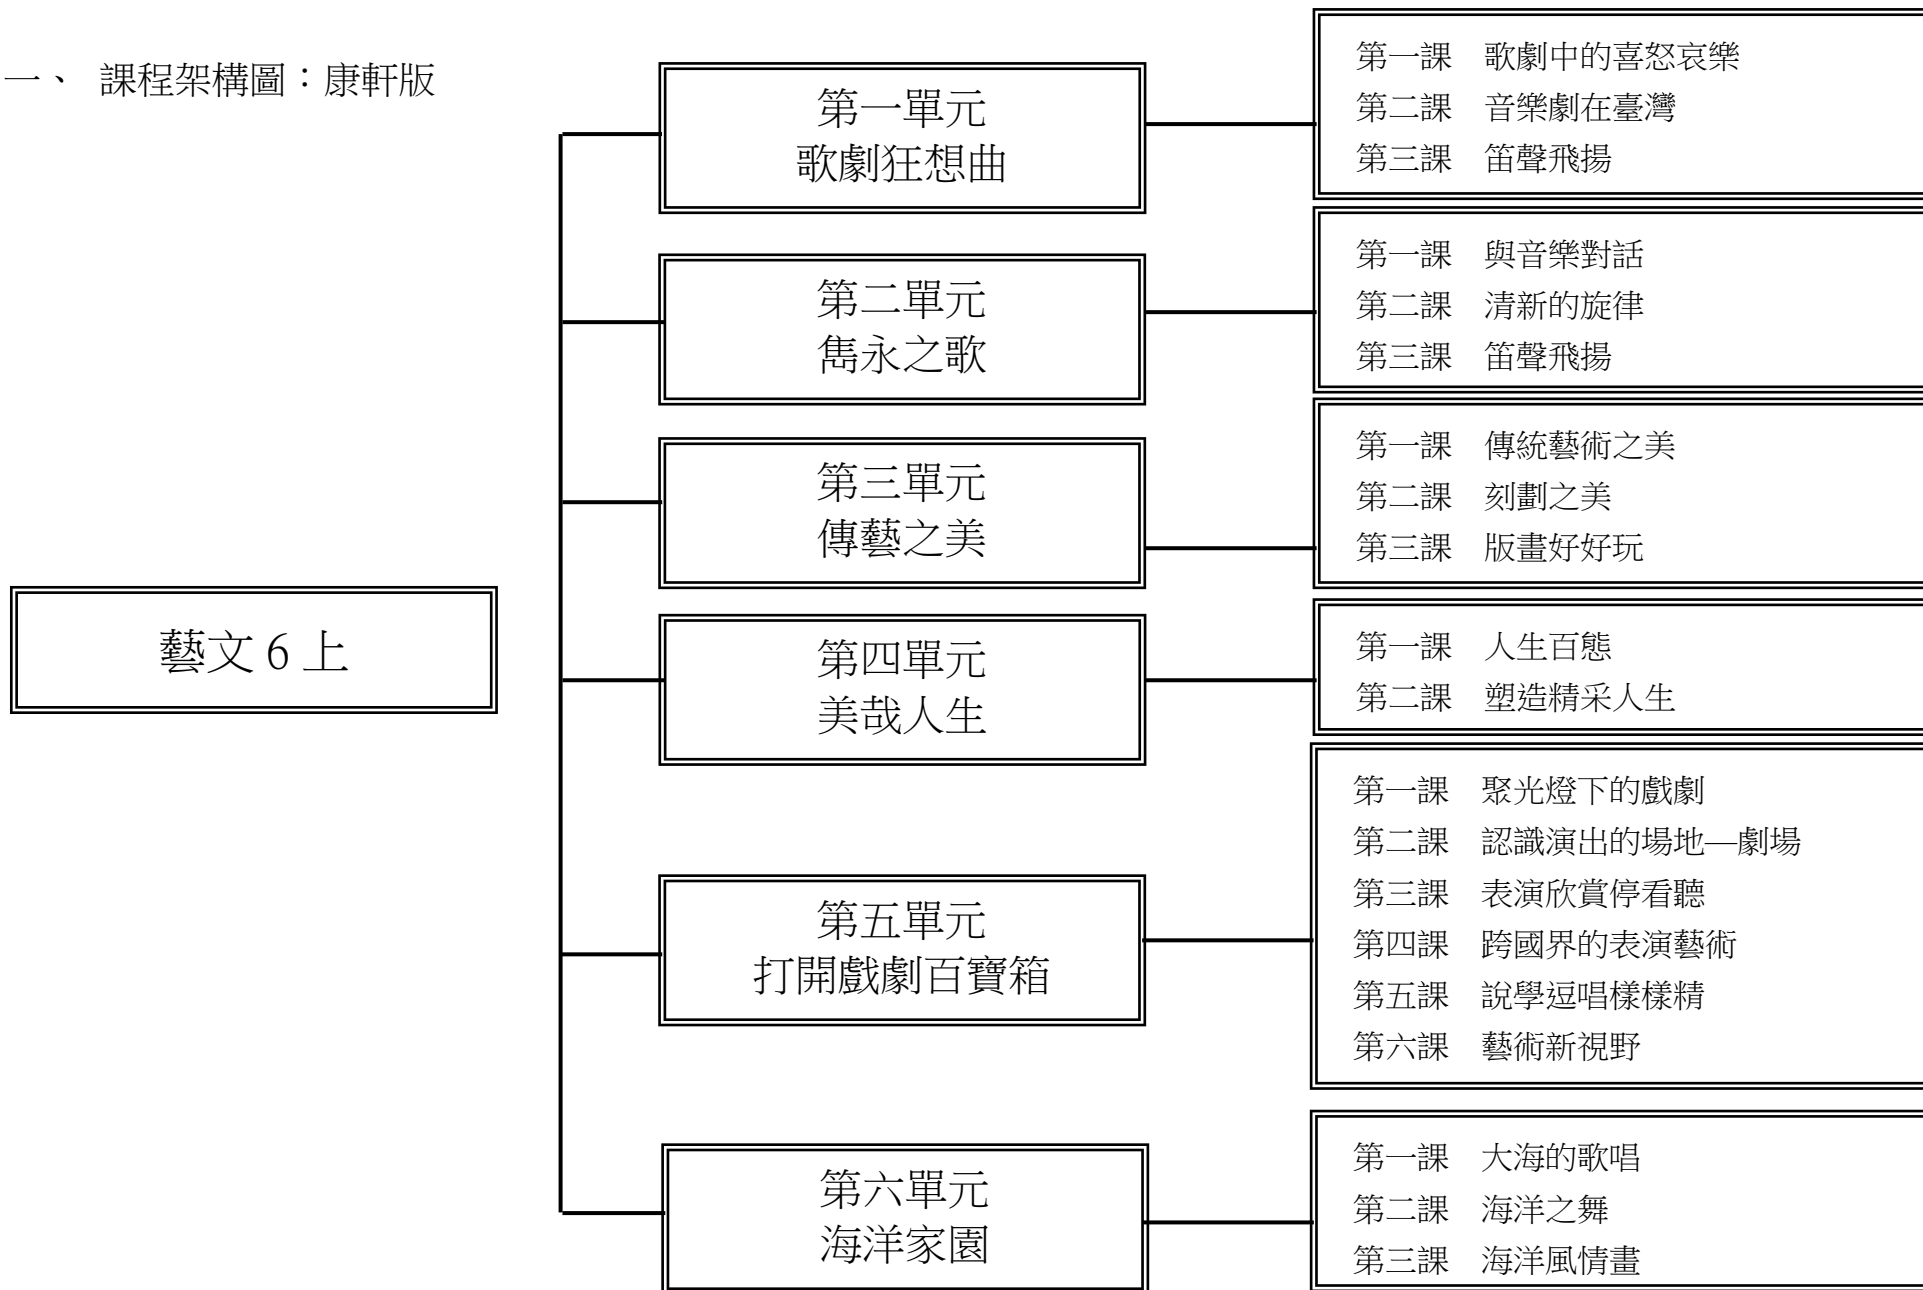 一、 課程架構圖：康軒版
藝文 6 上
第一單元
歌劇狂想曲
第一課 歌劇中的喜怒哀樂
第二課 音樂劇在臺灣
第三課 笛聲飛揚
第二單元
雋永之歌
第一課 與音樂對話
第二課 清新的旋律
第三課 笛聲飛揚
第三單元
傳藝之美
第一課 傳統藝術之美
第二課 刻劃之美
第三課 版畫好好玩
第四單元
美哉人生
第一課 人生百態
第二課 塑造精采人生
第五單元
打開戲劇百寶箱
第一課 聚光燈下的戲劇
第二課 認識演出的場地—劇場
第三課 表演欣賞停看聽
第四課 跨國界的表演藝術
第五課 說學逗唱樣樣精
第六課 藝術新視野
第六單元
海洋家園
第一課 大海的歌唱
第二課 海洋之舞
第三課 海洋風情畫